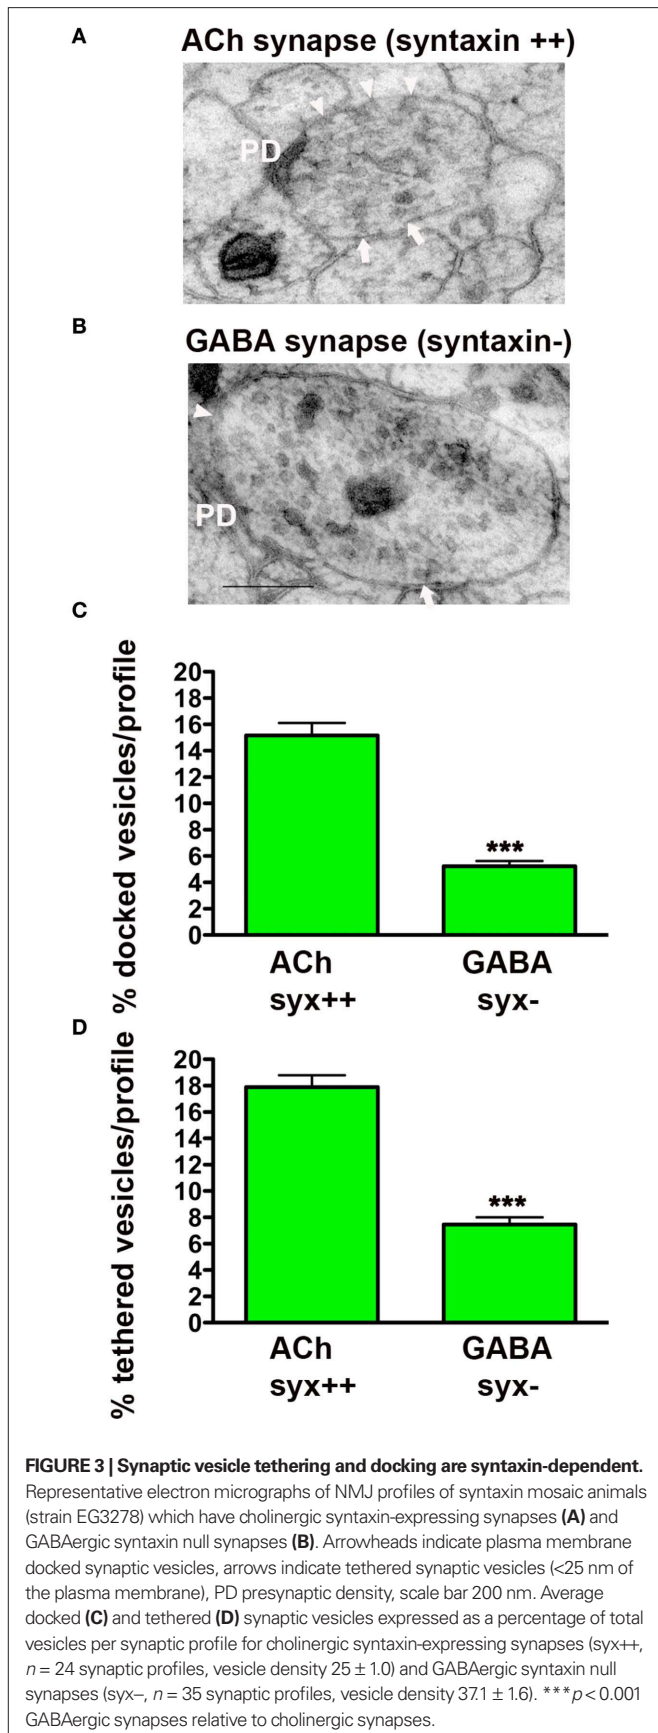 A
ACh synapse (syntaxin ++)
PD
B
GABA synapse (syntaxin-)
PD
C
% docked vesicles/profile
20
18
16
14
12
10
8
6
4
2
0
***
ACh GABA
syx++ syx-
D
% tethered vesicles/profile
20
18
16
14
12
10
8
6
4
2
0
***
ACh GABA
syx++ syx-
FIGURE 3 | Synaptic vesicle tethering and docking are syntaxin-dependent.
Representative electron micrographs of NMJ profiles of syntaxin mosaic animals
(strain EG3278) which have cholinergic syntaxin-expressing synapses (A) and
GABAergic syntaxin null synapses (B). Arrowheads indicate plasma membrane
docked synaptic vesicles, arrows indicate tethered synaptic vesicles (<25 nm of
the plasma membrane), PD presynaptic density, scale bar 200 nm. Average
docked (C) and tethered (D) synaptic vesicles expressed as a percentage of total
vesicles per synaptic profile for cholinergic syntaxin-expressing synapses (syx++,
n = 24 synaptic profiles, vesicle density 25 ± 1.0) and GABAergic syntaxin null
synapses (syx–, n = 35 synaptic profiles, vesicle density 37.1 ± 1.6). ***p < 0.001
GABAergic synapses relative to cholinergic synapses.